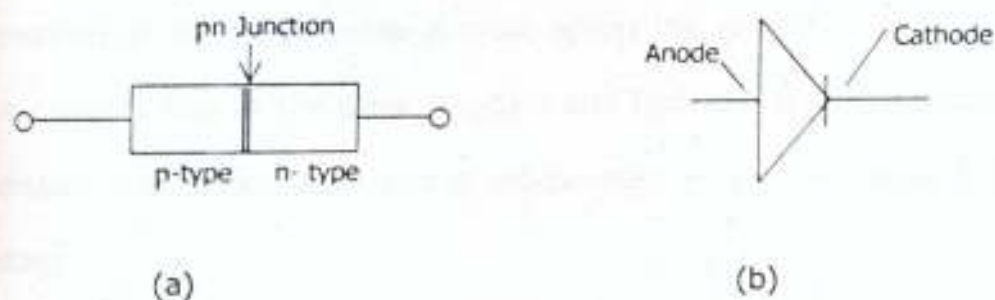 pn Junction
Anode
Cathode
p-type
n- type
(a)
(b)